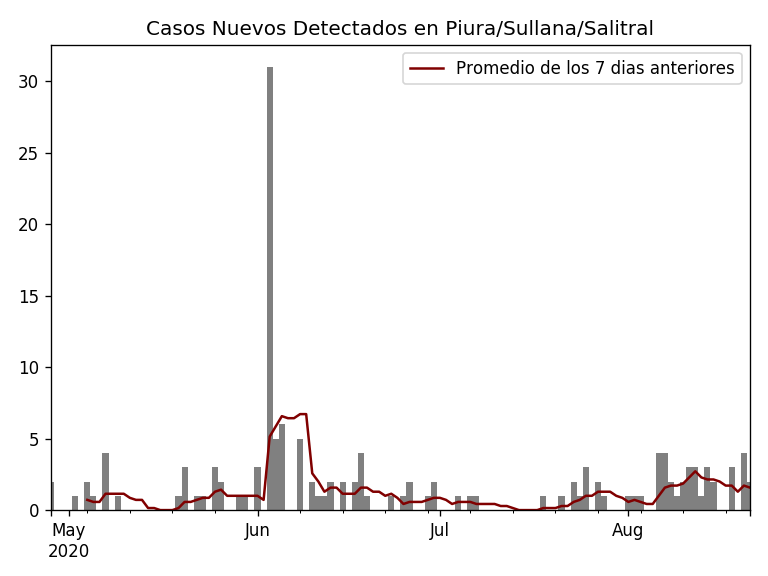 Casos Nuevos Detectados en Piura/Sullana/Salitral
Promedio de los 7 dias anteriores
30
25
20
15
10
5
0
May Jun Jul Aug
2020